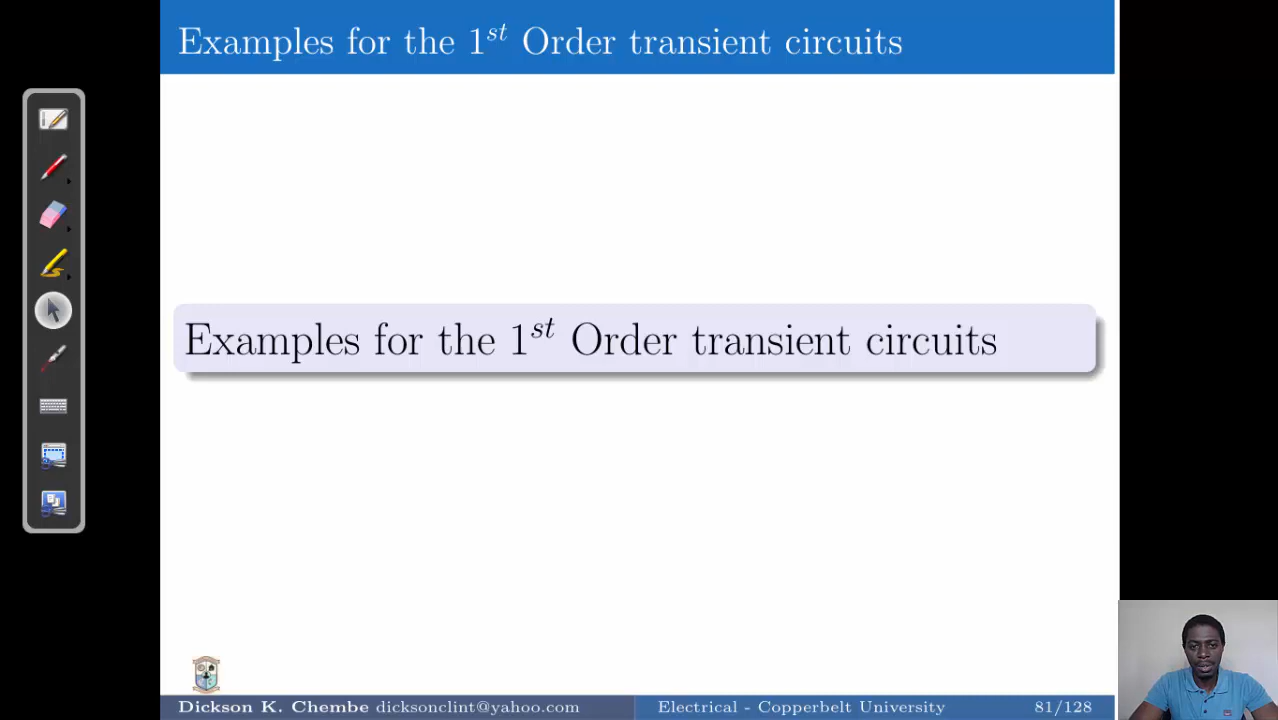 Examples for the 1st Order transient circuits
Examples for the 1st Order transient circuits
Dickson K. Chembe dicksonclint@yahoo.com Electrical - Copperbelt University 81/128